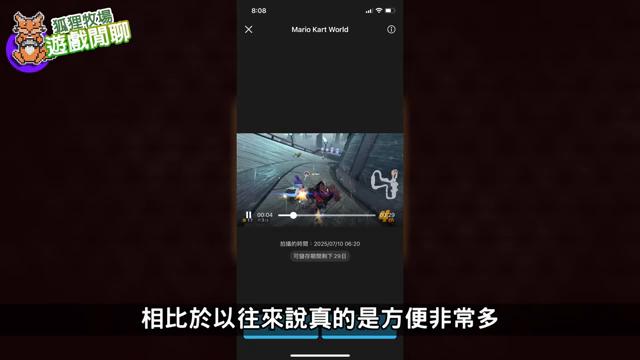 狐狸牧場
遊戲閒聊
8:08
Mario Kart World
00:04
拍攝的時間：2025/07/10 06:20
可儲存期間剩下 29日
相比於以往來說真的是方便非常多